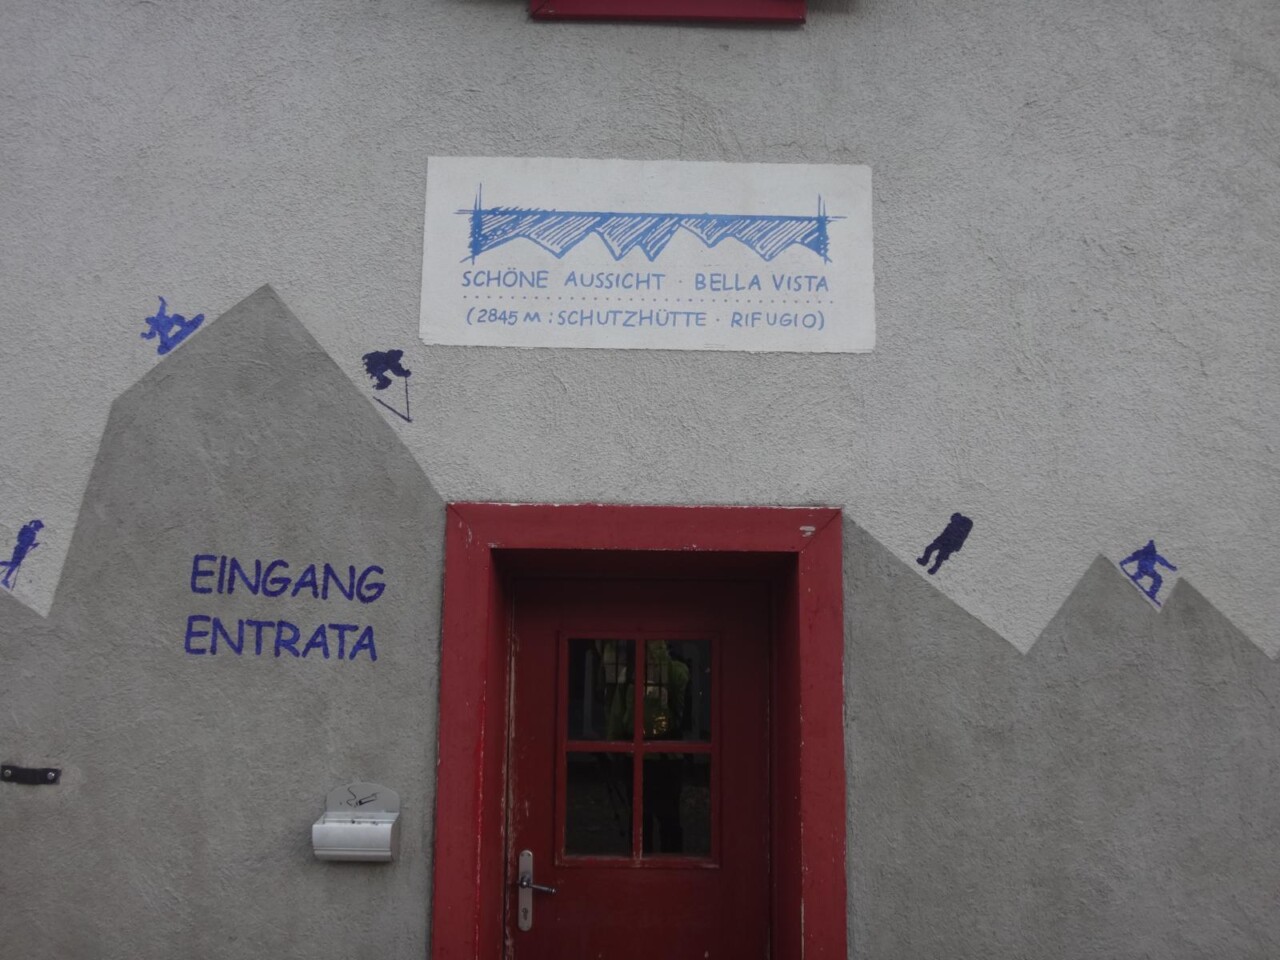 SCHÖNE AUSSICHT · BELLA VISTA
(2845 M : SCHUTZHÜTTE · RIFUGIO)
EINGANG
ENTRATA